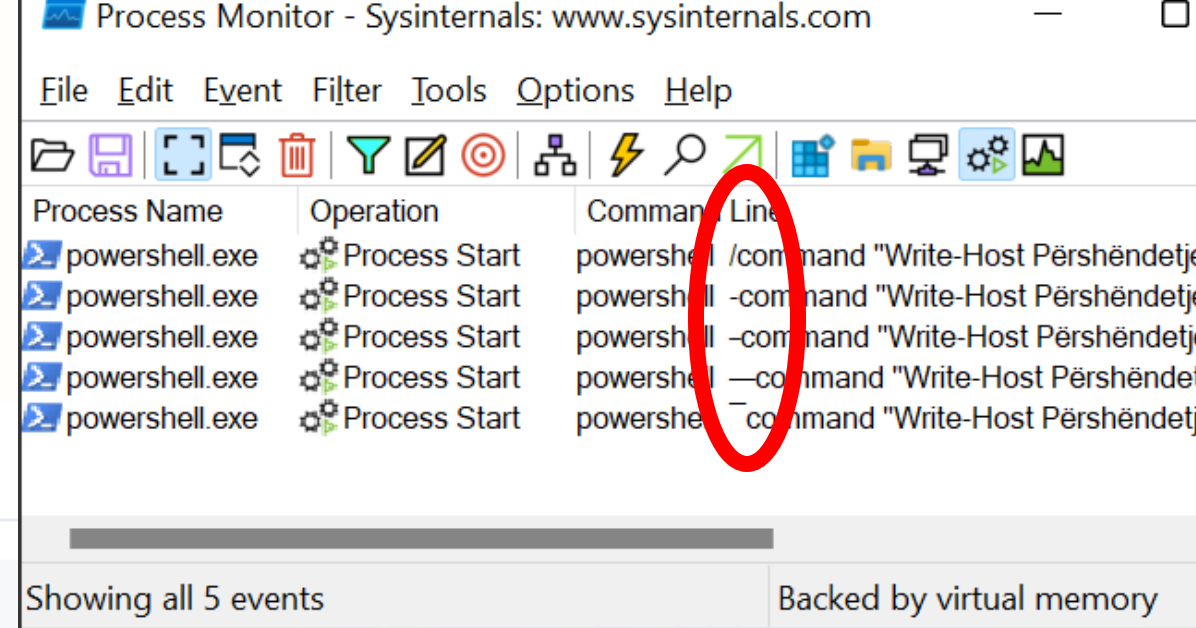 Process Monitor - Sysinternals: www.sysinternals.com
File Edit Event Filter Tools Options Help
Process Name Operation Command Line
powershell.exe Process Start powershell /command "Write-Host Përshëndetje
powershell.exe Process Start powershell -command "Write-Host Përshëndetje
powershell.exe Process Start powershell –command "Write-Host Përshëndetje
powershell.exe Process Start powershell —command "Write-Host Përshëndet
powershell.exe Process Start powershell ¯command "Write-Host Përshëndetj
Showing all 5 events Backed by virtual memory